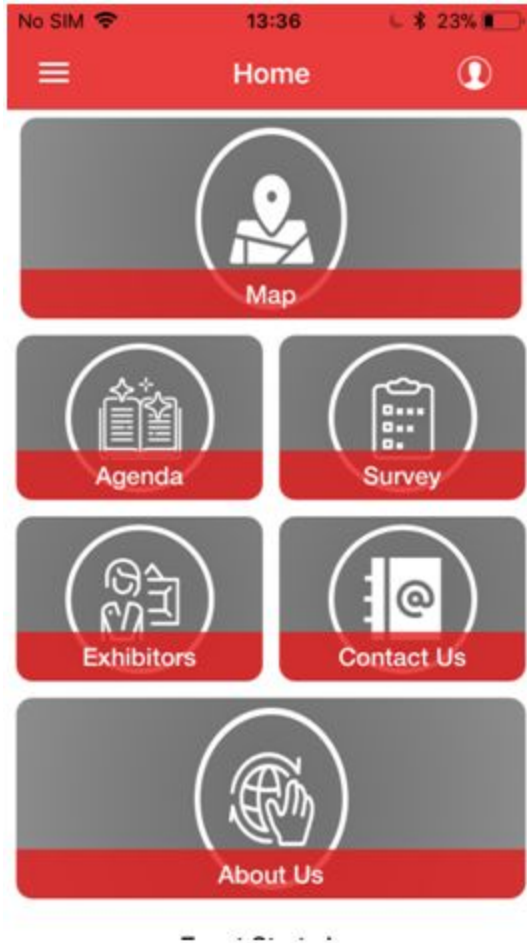 No SIM 13:36 23%
Home
Map
Agenda Survey
@
Exhibitors Contact Us
About Us